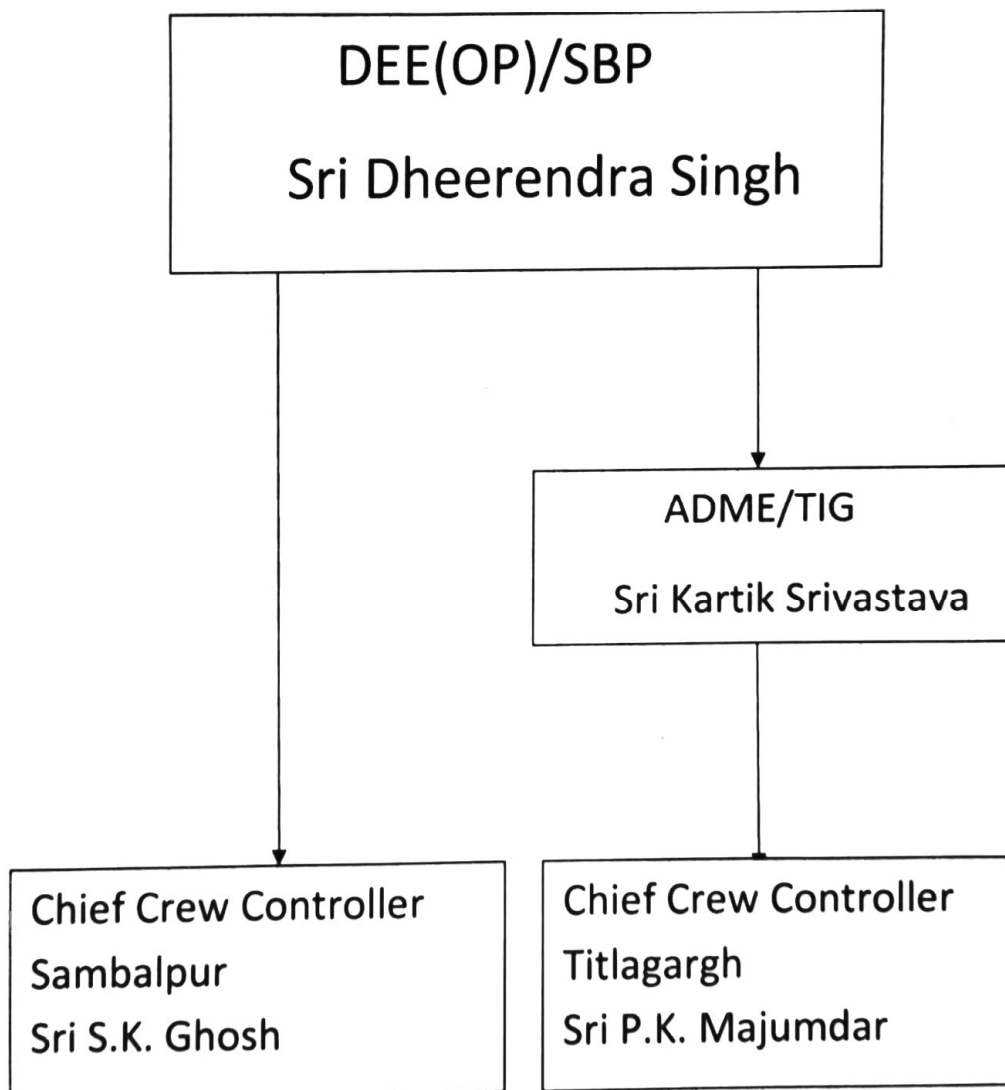 DEE(OP)/SBP
Sri Dheerendra Singh
ADME/TIG
Sri Kartik Srivastava
Chief Crew Controller
Sambalpur
Sri S.K. Ghosh
Chief Crew Controller
Titlagargh
Sri P.K. Majumdar